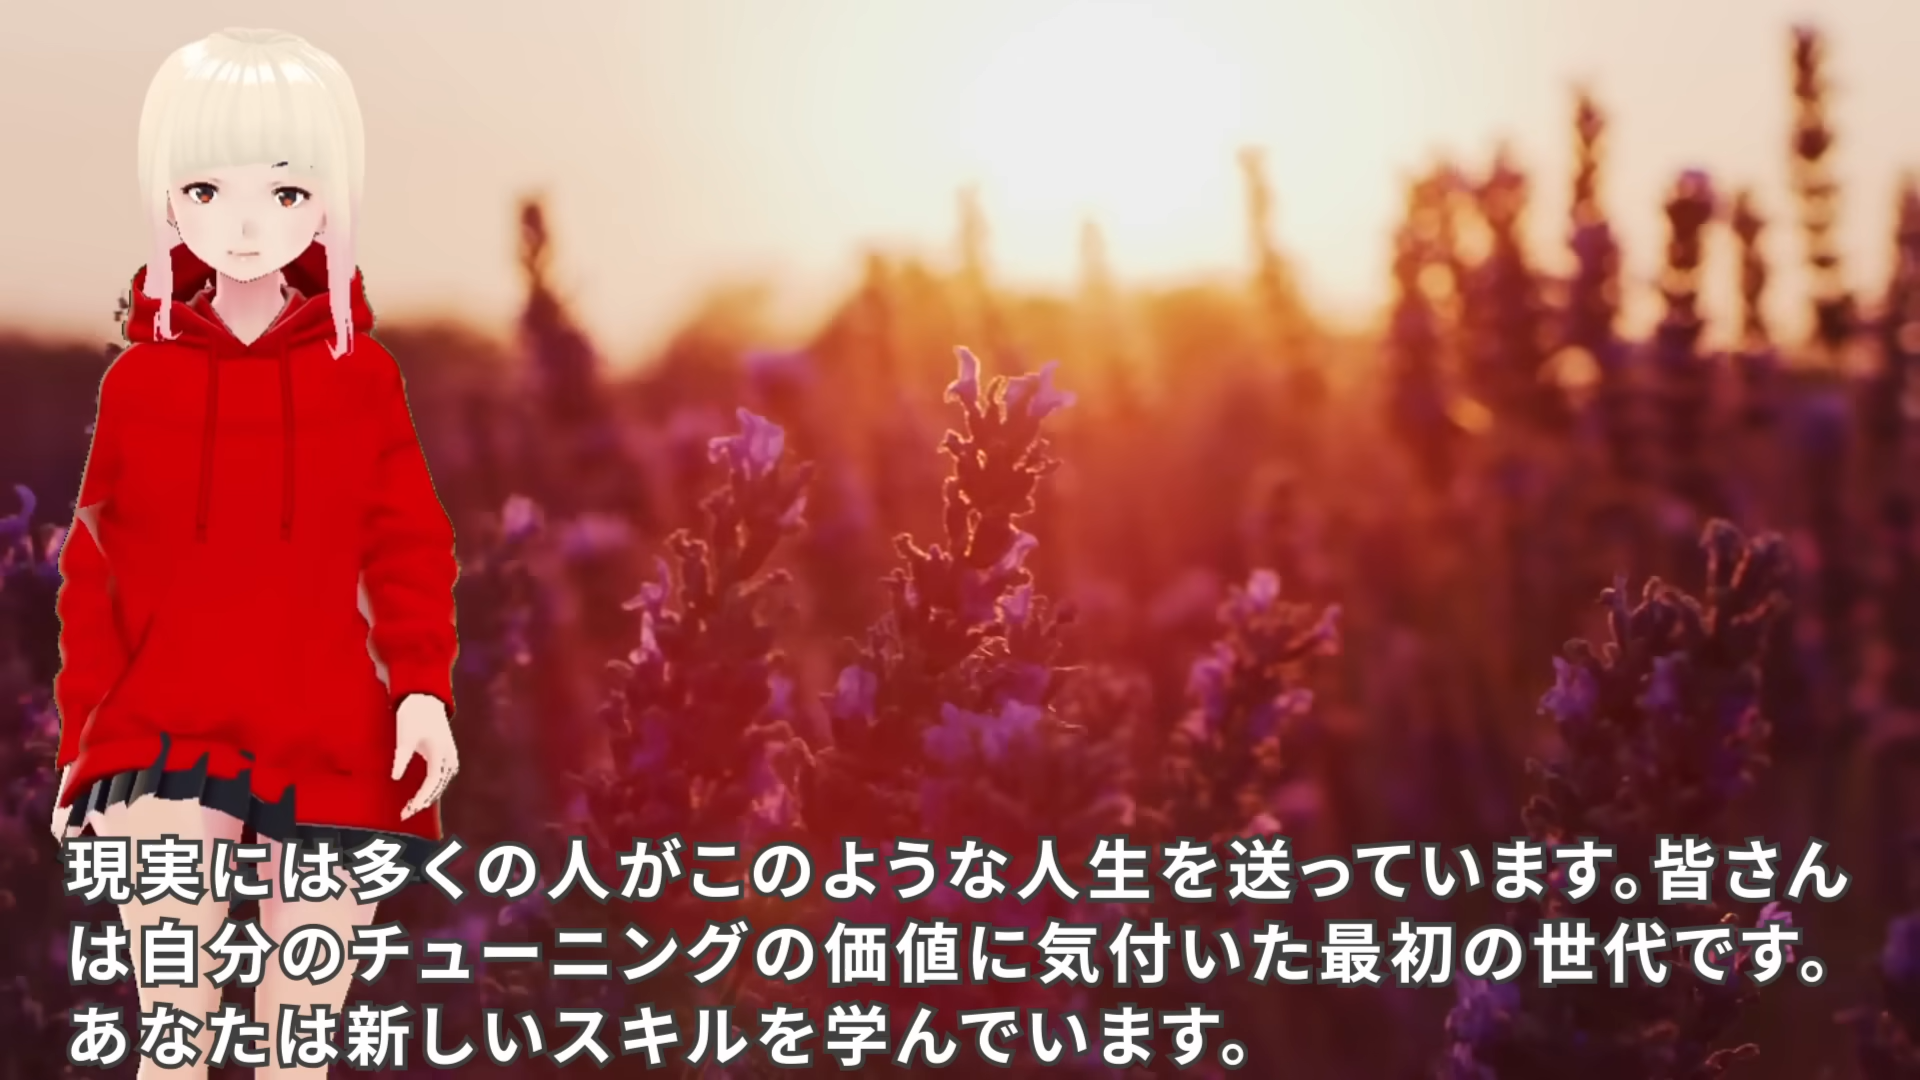 現実には多くの人がこのような人生を送っています。皆さん
は自分のチューニングの価値に気付いた最初の世代です。
あなたは新しいスキルを学んでいます。